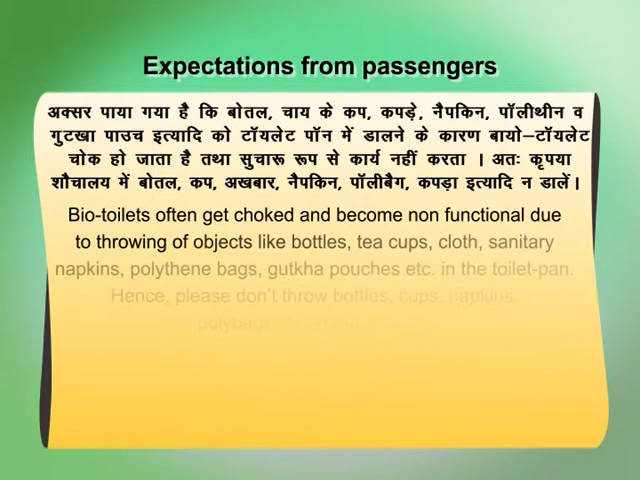 Expectations from passengers
अक्सर पाया गया है कि बोतल, चाय के कप, कपड़े, नैपकिन, पॉलीथीन व
गुटखा पाउच इत्यादि को टॉयलेट पॉन में डालने के कारण बायो–टॉयलेट
चोक हो जाता है तथा सुचारू रूप से कार्य नहीं करता । अतः कृपया
शौचालय में बोतल, कप, अखबार, नैपकिन, पॉलीबैग, कपड़ा इत्यादि न डालें।
Bio-toilets often get choked and become non functional due
to throwing of objects like bottles, tea cups, cloth, sanitary
napkins, polythene bags, gutkha pouches etc. in the toilet-pan.
Hence, please don't throw bottles, cups, napkins,
polybags